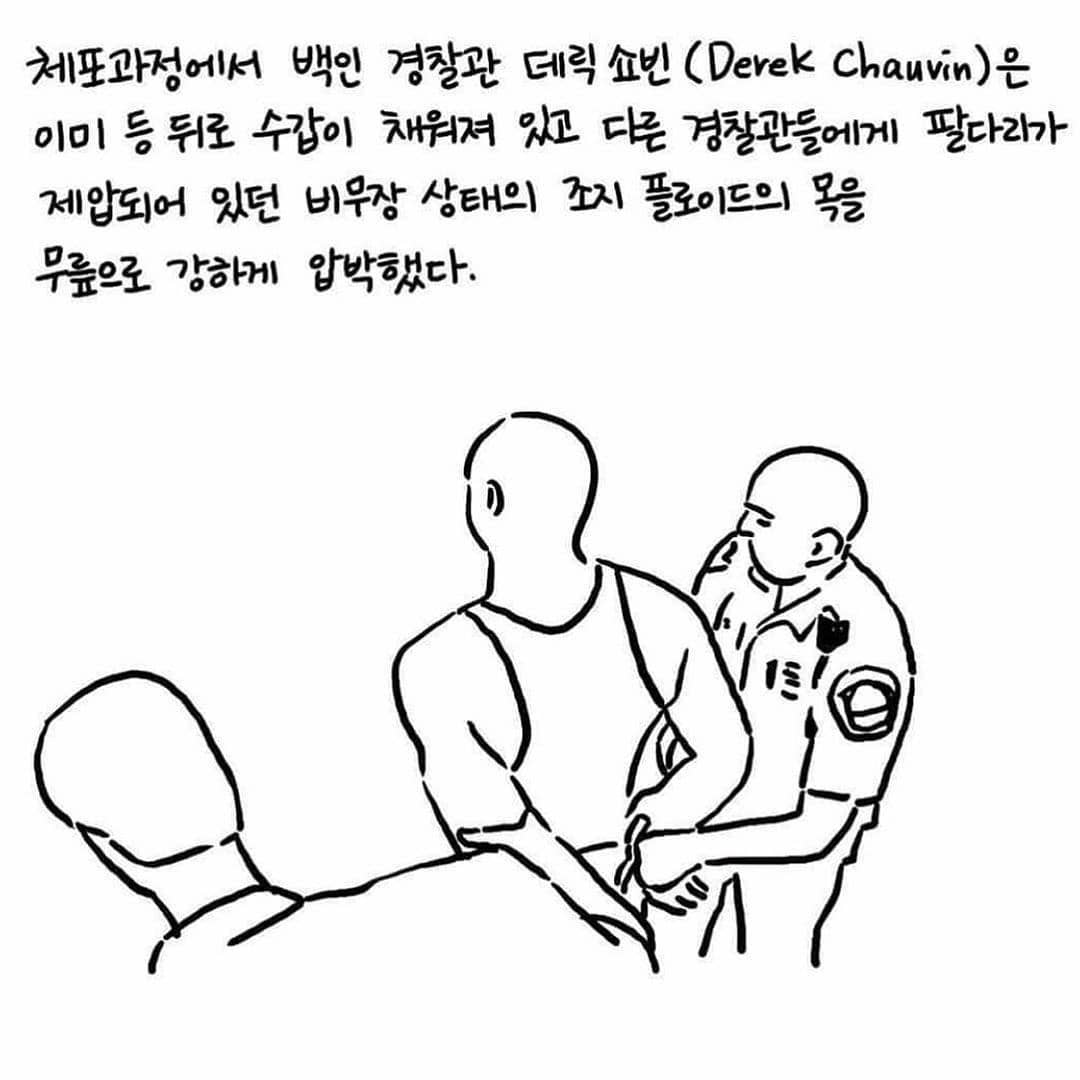 체포과정에서 백인 경찰관 데릭 쇼빈 (Derek Chauvin)은
이미 등 뒤로 수갑이 채워져 있고 다른 경찰관들에게 팔다리가
제압되어 있던 비무장 상태의 조지 플로이드의 목을
무릎으로 강하게 압박했다.